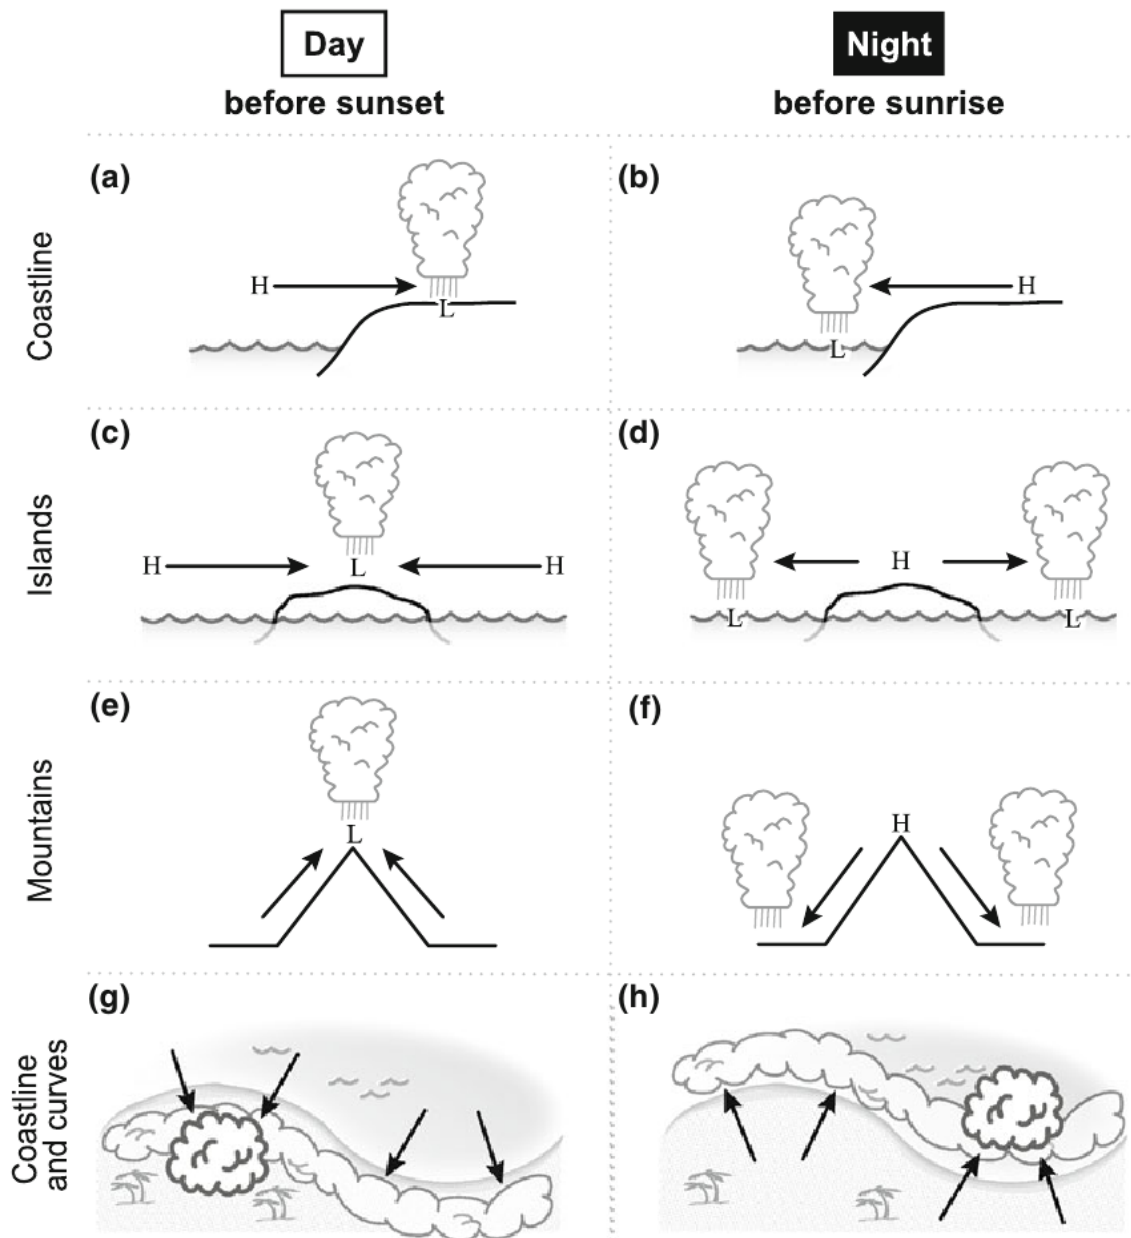 Day
Night
before sunset
before sunrise
Coastline
(a)
H
L
(b)
H
L
Islands
(c)
H
L
H
(d)
H
L
L
Mountains
(e)
L
(f)
H
Coastline
and curves
(g)
(h)